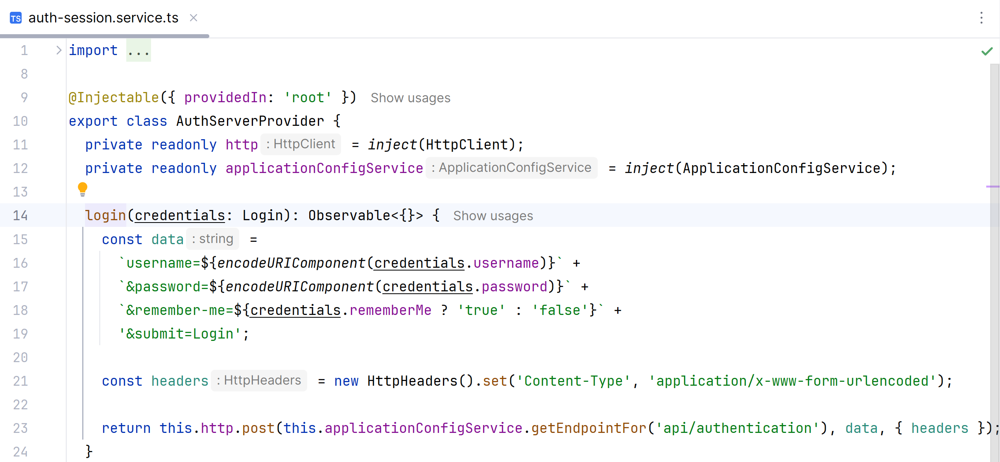 TS auth-session.service.ts
1 import ...
8
9 @Injectable({ providedIn: 'root' }) Show usages
10 export class AuthServerProvider {
11 private readonly http : HttpClient = inject(HttpClient);
12 private readonly applicationConfigService : ApplicationConfigService = inject(ApplicationConfigService);
13
14 login(credentials: Login): Observable<{}> { Show usages
15 const data : string =
16 `username=${encodeURIComponent(credentials.username)}` +
17 `&password=${encodeURIComponent(credentials.password)}` +
18 `&remember-me=${credentials.rememberMe ? 'true' : 'false'}` +
19 '&submit=Login';
20
21 const headers : HttpHeaders = new HttpHeaders().set('Content-Type', 'application/x-www-form-urlencoded');
22
23 return this.http.post(this.applicationConfigService.getEndpointFor('api/authentication'), data, { headers });
24 }